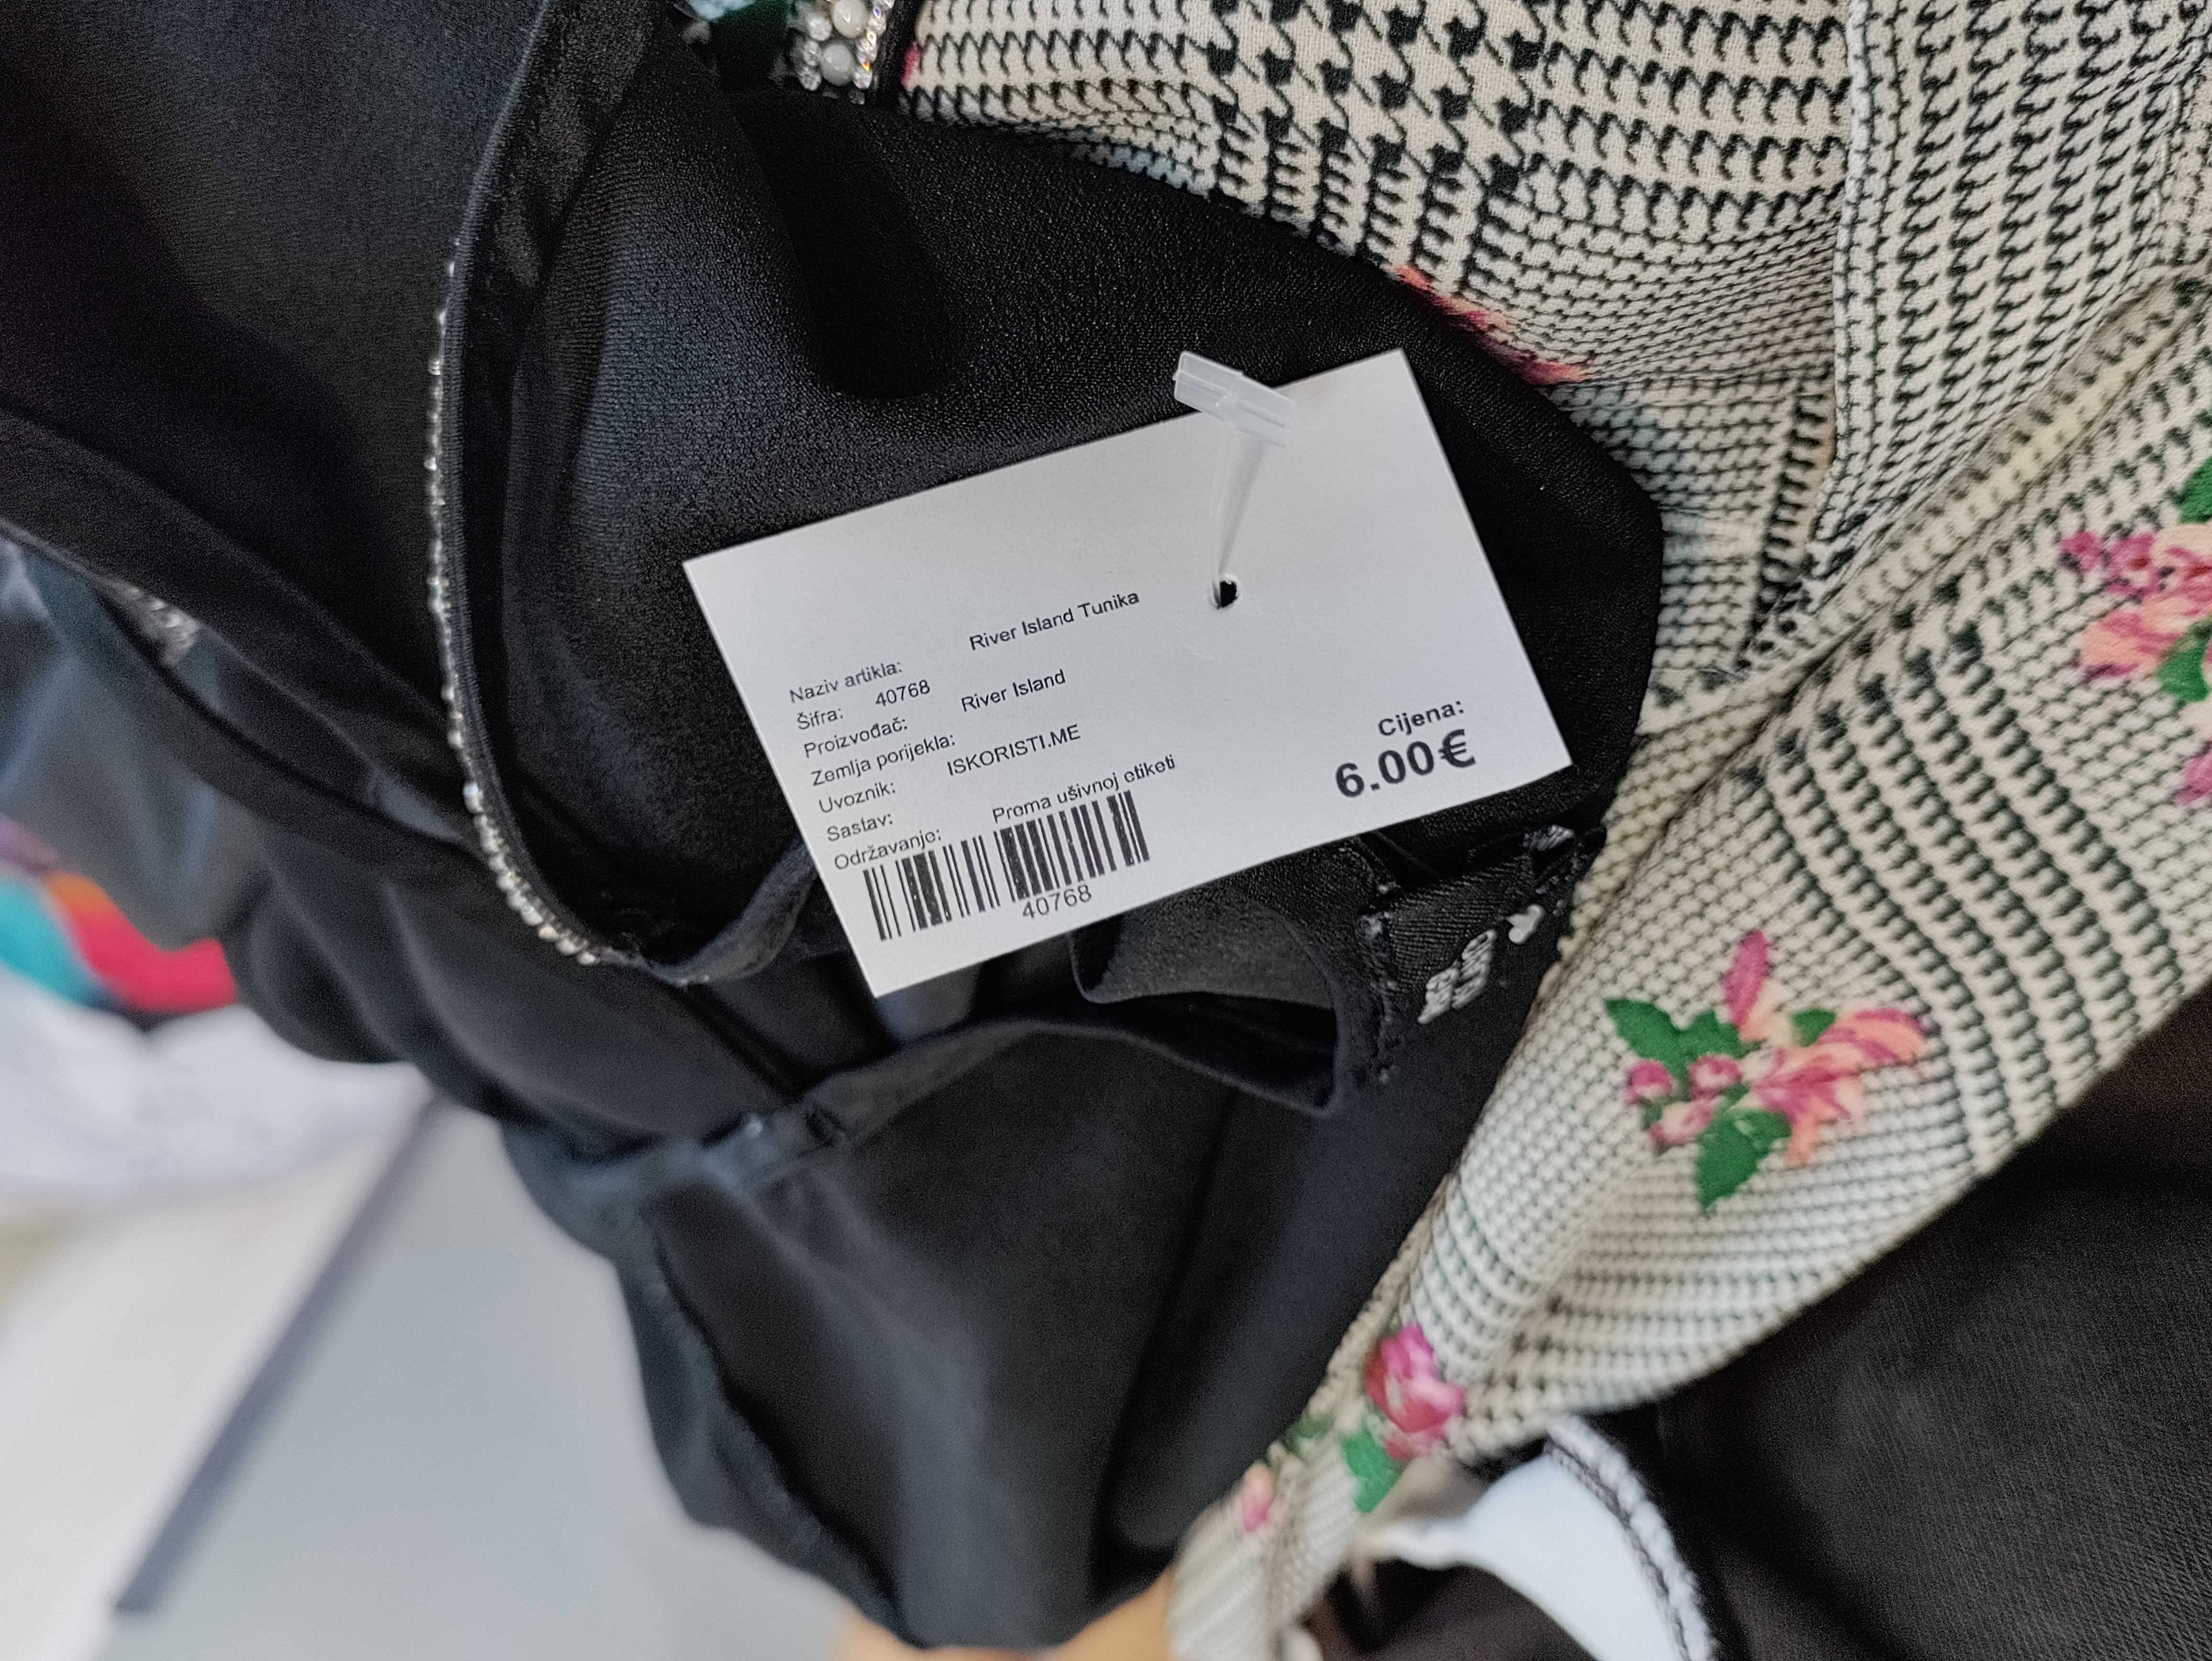 Naziv artikla: River Island Tunika
Šifra: 40768
Proizvođač: River Island
Zemlja porijekla:
Uvoznik: ISKORISTI.ME
Sastav:
Održavanje: Prema ušivnoj etiketi
40768
Cijena:
6.00€